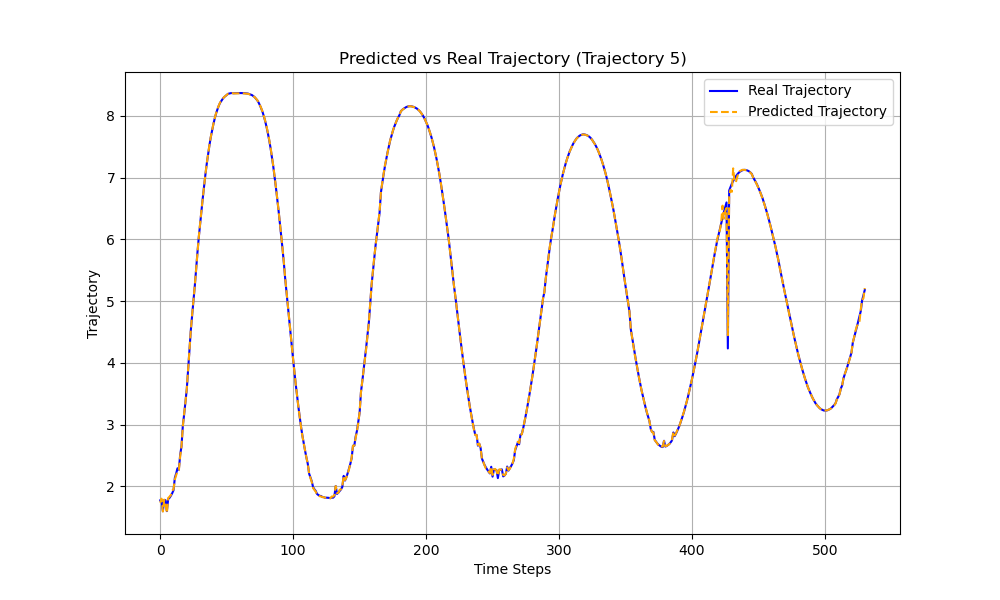 Predicted vs Real Trajectory (Trajectory 5)
Real Trajectory
Predicted Trajectory
Trajectory
8
7
6
5
4
3
2
0 100 200 300 400 500
Time Steps